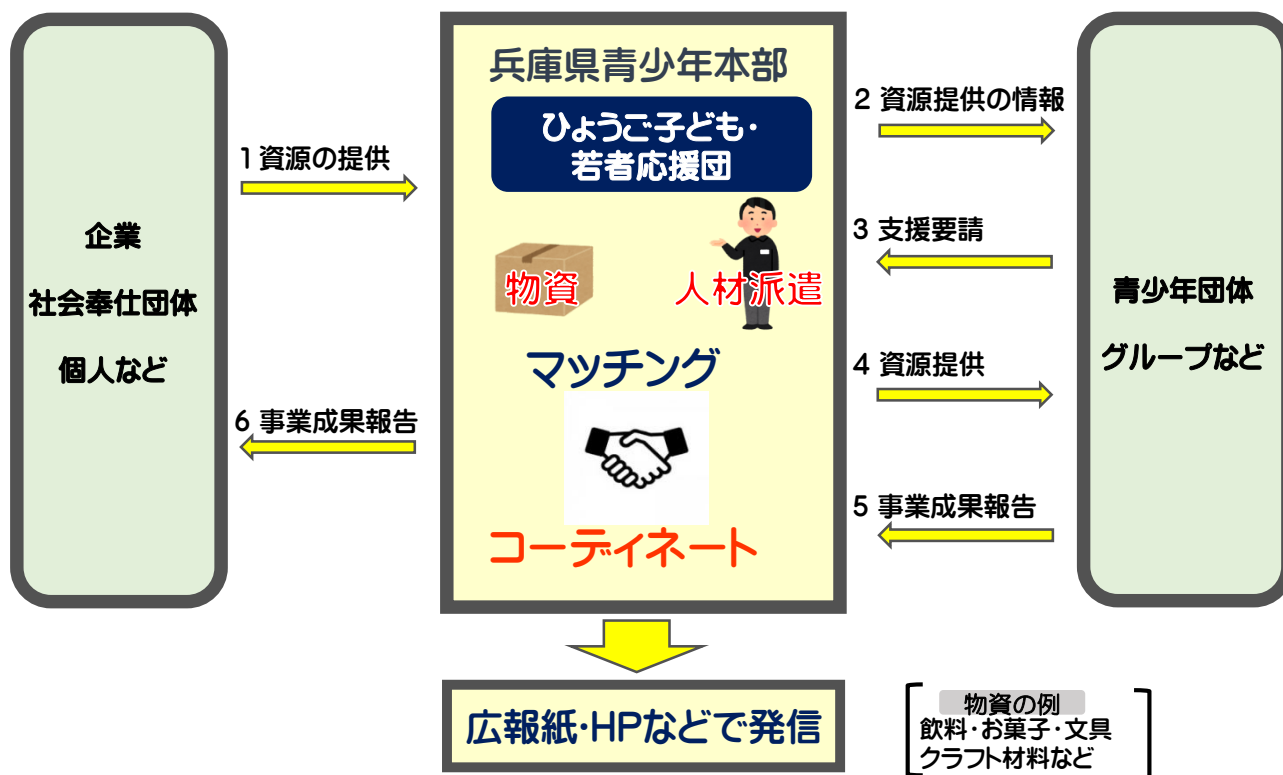 企業
社会奉仕団体
個人など
1 資源の提供
6 事業成果報告
兵庫県青少年本部
ひょうご子ども・
若者応援団
物資
人材派遣
マッチング
コーディネート
2 資源提供の情報
3 支援要請
4 資源提供
5 事業成果報告
青少年団体
グループなど
広報紙・HPなどで発信
物資の例
飲料・お菓子・文具
クラフト材料など